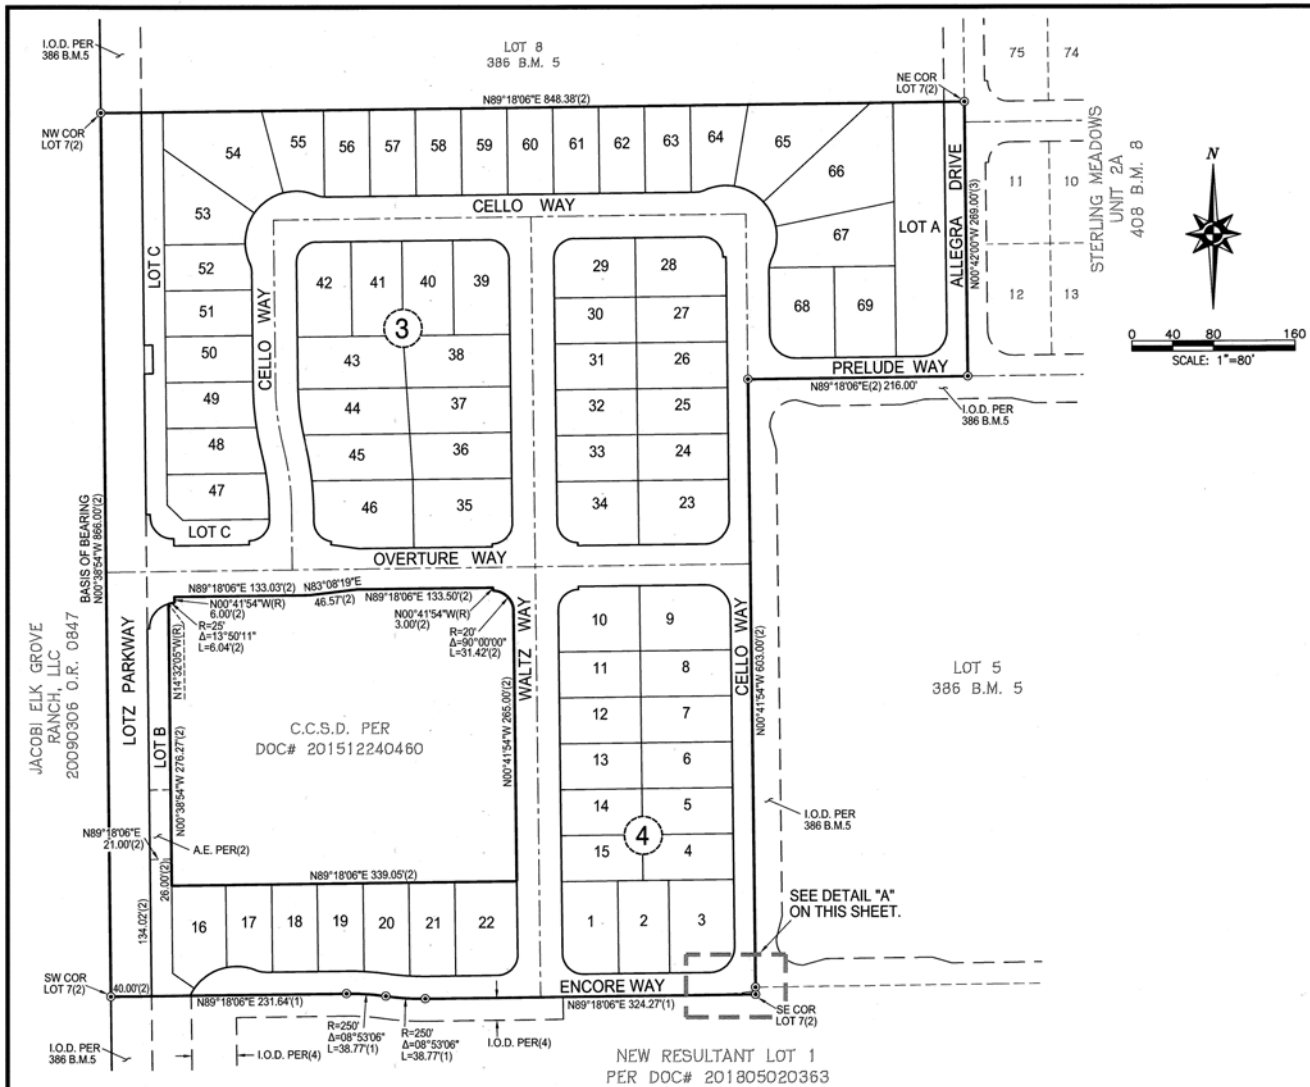 I.O.D. PER
386 B.M.5
LOT 8
386 B.M. 5
NE COR
LOT 7(2)
75
74
N89°18'06"E 848.38'(2)
NW COR
LOT 7(2)
54
55
56
57
58
59
60
61
62
63
64
65
66
67
68
69
LOT A
ALLEGRA DRIVE
N00°42'00"W 269.00'(3)
11
10
12
13
STERLING MEADOWS
UNIT 2A
408 B.M. 8
N
0 40 80 160
SCALE: 1"=80'
CELLO WAY
53
52
51
50
49
48
47
LOT C
LOT C
CELLO WAY
42
41
40
39
3
43
38
44
37
45
36
46
35
29
28
30
27
31
26
32
25
33
24
34
23
PRELUDE WAY
N89°18'06"E(2) 216.00'
I.O.D. PER
386 B.M.5
BASIS OF BEARING
N00°38'54"W 866.00'(2)
OVERTURE WAY
N89°18'06"E 133.03'(2)
N83°08'19"E
46.57'(2)
N89°18'06"E 133.50'(2)
N00°41'54"W(R)
6.00'(2)
R=25'
Δ=13°50'11"
L=6.04'(2)
N00°41'54"W(R)
3.00'(2)
R=20'
Δ=90°00'00"
L=31.42'(2)
N14°32'05"W(R)
JACOBI ELK GROVE
RANCH, LLC
20090306 O.R. 0847
LOTZ PARKWAY
LOT B
N00°38'54"W 276.27'(2)
C.C.S.D. PER
DOC# 201512240460
N00°41'54"W 265.00'(2)
WALTZ WAY
10
9
11
8
12
7
13
6
14
5
4
15
4
CELLO WAY
N00°41'54"W 603.00'(2)
LOT 5
386 B.M. 5
I.O.D. PER
386 B.M.5
N89°18'06"E
21.00'(2)
A.E. PER(2)
26.00'(2)
134.02'(2)
N89°18'06"E 339.05'(2)
16
17
18
19
20
21
22
1
2
3
SEE DETAIL "A"
ON THIS SHEET.
SW COR
LOT 7(2)
40.00'(2)
N89°18'06"E 231.64'(1)
ENCORE WAY
N89°18'06"E 324.27'(1)
SE COR
LOT 7(2)
R=250'
Δ=08°53'06"
L=38.77'(1)
R=250'
Δ=08°53'06"
L=38.77'(1)
I.O.D. PER(4)
I.O.D. PER(4)
I.O.D. PER
386 B.M.5
NEW RESULTANT LOT 1
PER DOC# 201805020363